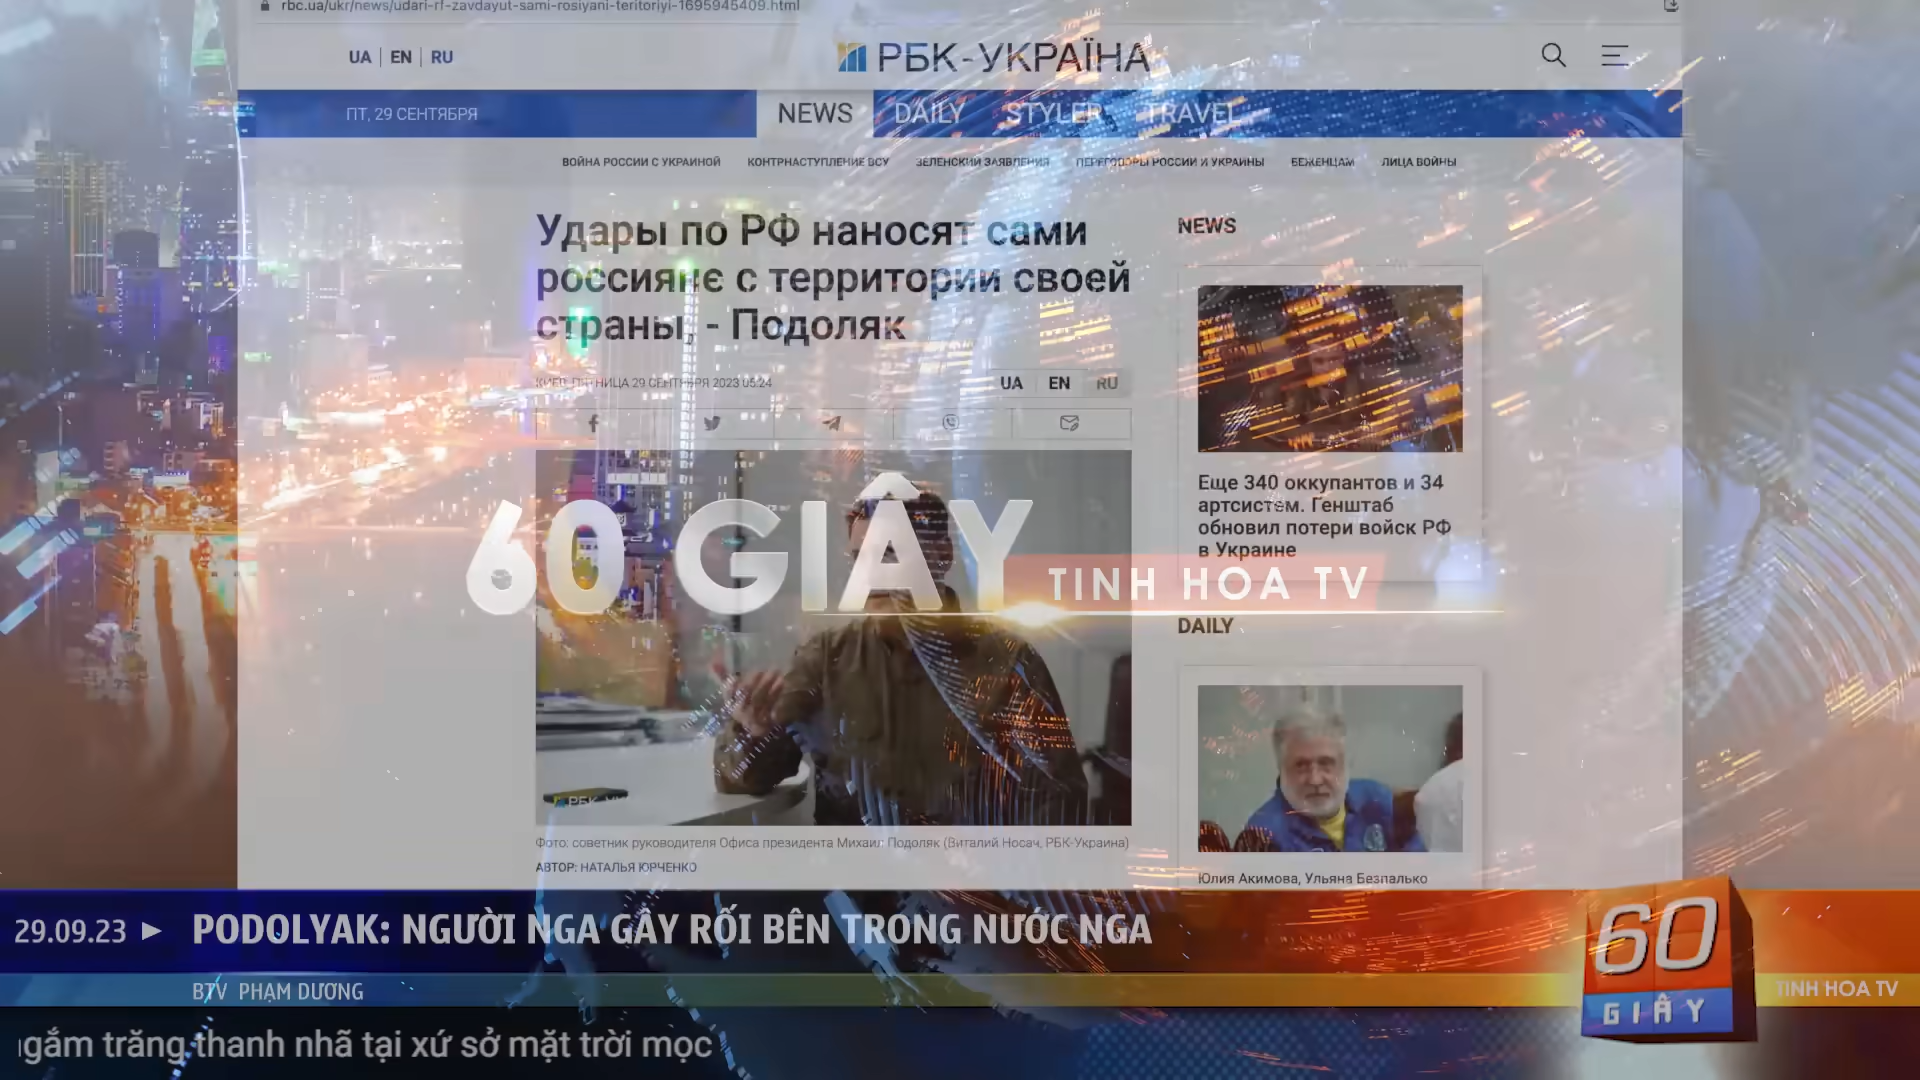 rbc.ua/ukr/news/udari-rf-zavdayut-sami-rosiyani-teritoriyi-1695945409.html
UA EN RU
РБК-УКРАЇНА
ПТ, 29 СЕНТЯБРЯ
NEWS DAILY STYLER TRAVEL
ВОЙНА РОССИИ С УКРАИНОЙ КОНТРНАСТУПЛЕНИЕ ВСУ ЗЕЛЕНСКИЙ ЗАЯВЛЕНИЯ ПЕРЕГОВОРЫ РОССИИ И УКРАИНЫ БЕЖЕНЦАМ ЛИЦА ВОЙНЫ
Удары по РФ наносят сами
россияне с территории своей
страны, - Подоляк
КИЕВ, ПЯТНИЦА 29 СЕНТЯБРЯ 2023 05:24
UA EN RU
NEWS
Еще 340 оккупантов и 34
артсистем. Генштаб
обновил потери войск РФ
в Украине
60 GIÂY
TINH HOA TV
DAILY
РБК-УК
Фото: советник руководителя Офиса президента Михаил Подоляк (Виталий Носач, РБК-Украина)
АВТОР: НАТАЛЬЯ ЮРЧЕНКО
Юлия Акимова, Ульяна Безпалько
29.09.23 ► PODOLYAK: NGƯỜI NGA GÂY RỐI BÊN TRONG NƯỚC NGA
BTV PHẠM DƯƠNG
60
GIÂY
TINH HOA TV
ngắm trăng thanh nhã tại xứ sở mặt trời mọc